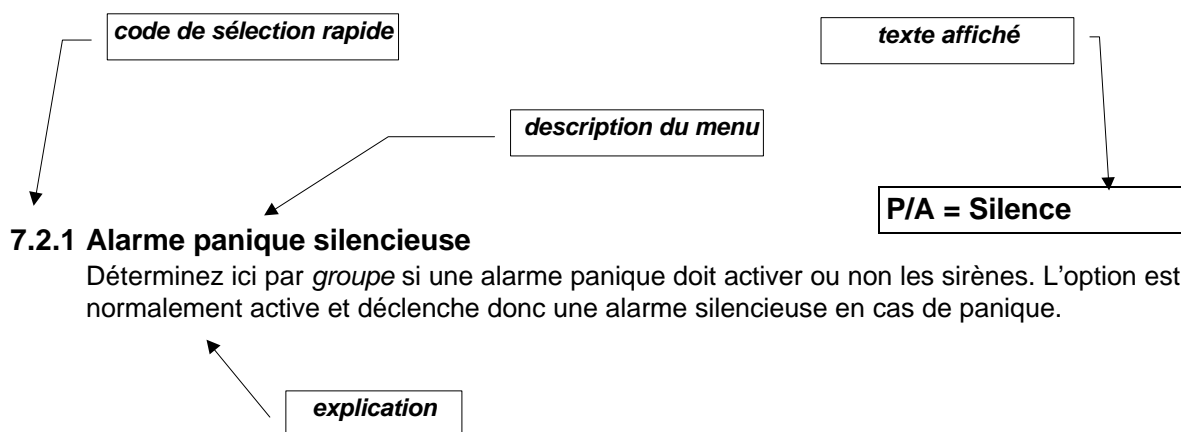 code de sélection rapide
texte affiché
description du menu
P/A = Silence
7.2.1 Alarme panique silencieuse
Déterminez ici par groupe si une alarme panique doit activer ou non les sirènes. L'option est
normalement active et déclenche donc une alarme silencieuse en cas de panique.
explication